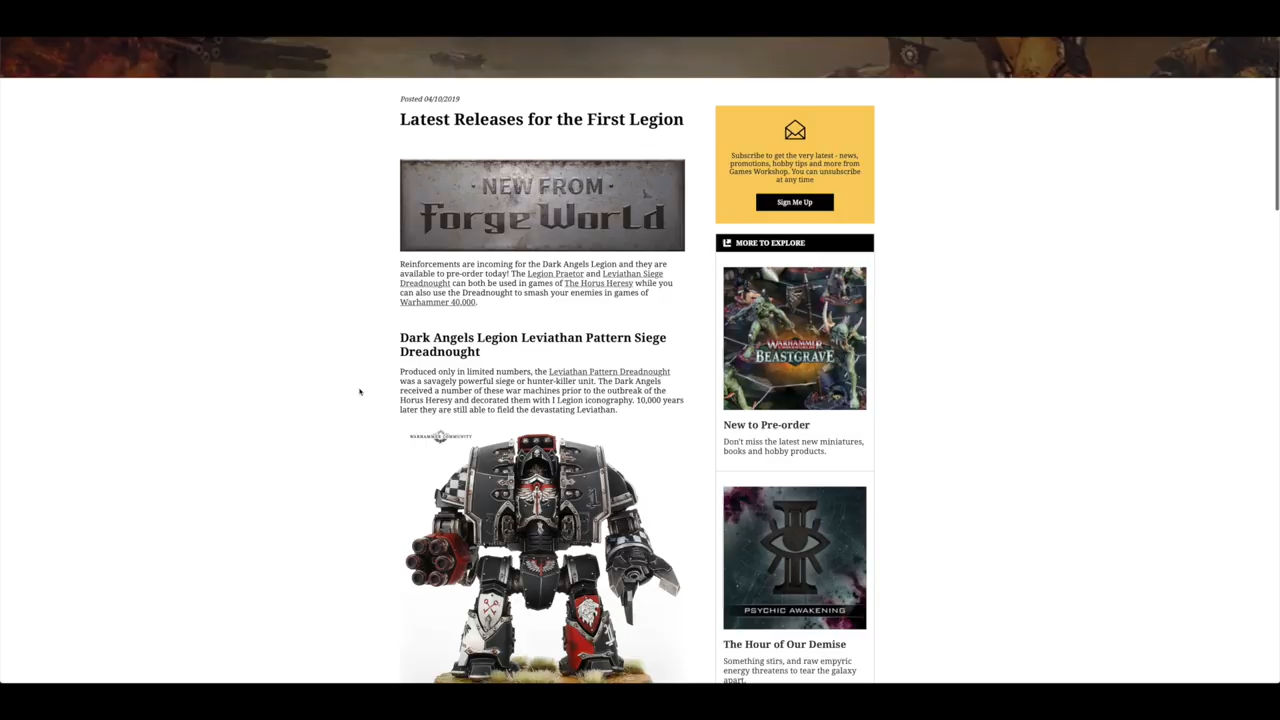 Posted 04/10/2019
Latest Releases for the First Legion
· NEW FROM ·
Forge World
Reinforcements are incoming for the Dark Angels Legion and they are
available to pre-order today! The Legion Praetor and Leviathan Siege
Dreadnought can both be used in games of The Horus Heresy while you
can also use the Dreadnought to smash your enemies in games of
Warhammer 40,000.
Dark Angels Legion Leviathan Pattern Siege
Dreadnought
Produced only in limited numbers, the Leviathan Pattern Dreadnought
was a savagely powerful siege or hunter-killer unit. The Dark Angels
received a number of these war machines prior to the outbreak of the
Horus Heresy and decorated them with I Legion iconography. 10,000 years
later they are still able to field the devastating Leviathan.
WARHAMMER COMMUNITY
1
Subscribe to get the very latest - news,
promotions, hobby tips and more from
Games Workshop. You can unsubscribe
at any time
Sign Me Up
MORE TO EXPLORE
WARHAMMER
BEASTGRAVE
New to Pre-order
Don't miss the latest new miniatures,
books and hobby products.
PSYCHIC AWAKENING
The Hour of Our Demise
Something stirs, and raw empyric
energy threatens to tear the galaxy
apart.